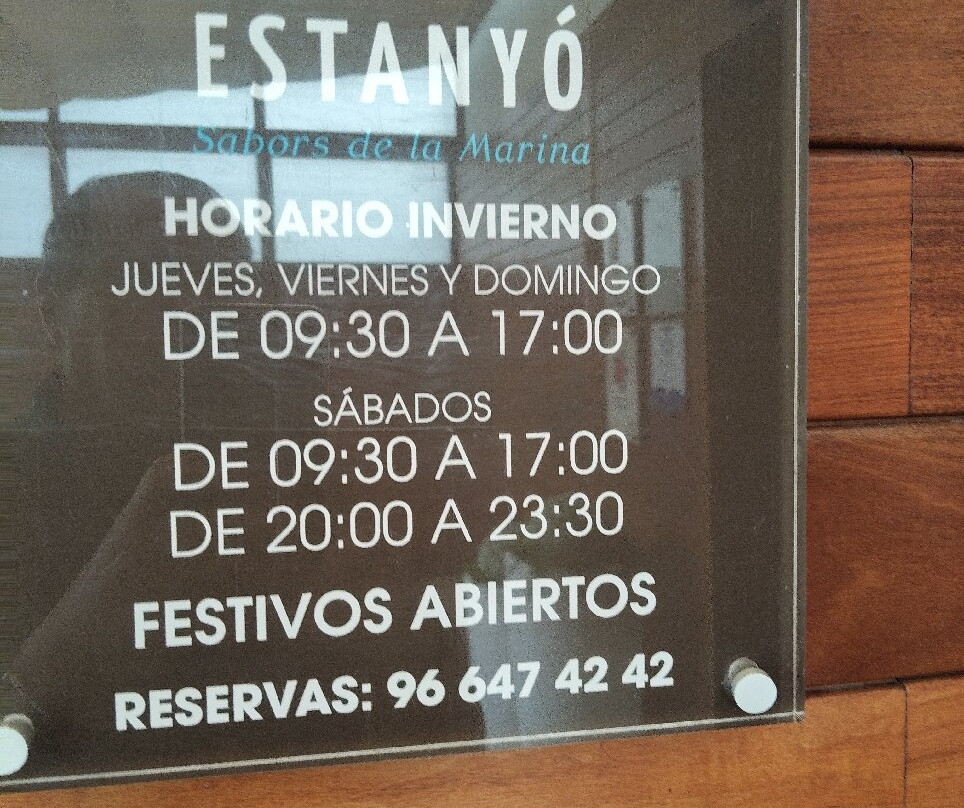 ESTANYÓ
Sabors de la Marina
HORARIO INVIERNO
JUEVES, VIERNES Y DOMINGO
DE 09:30 A 17:00
SÁBADOS
DE 09:30 A 17:00
DE 20:00 A 23:30
FESTIVOS ABIERTOS
RESERVAS: 96 647 42 42